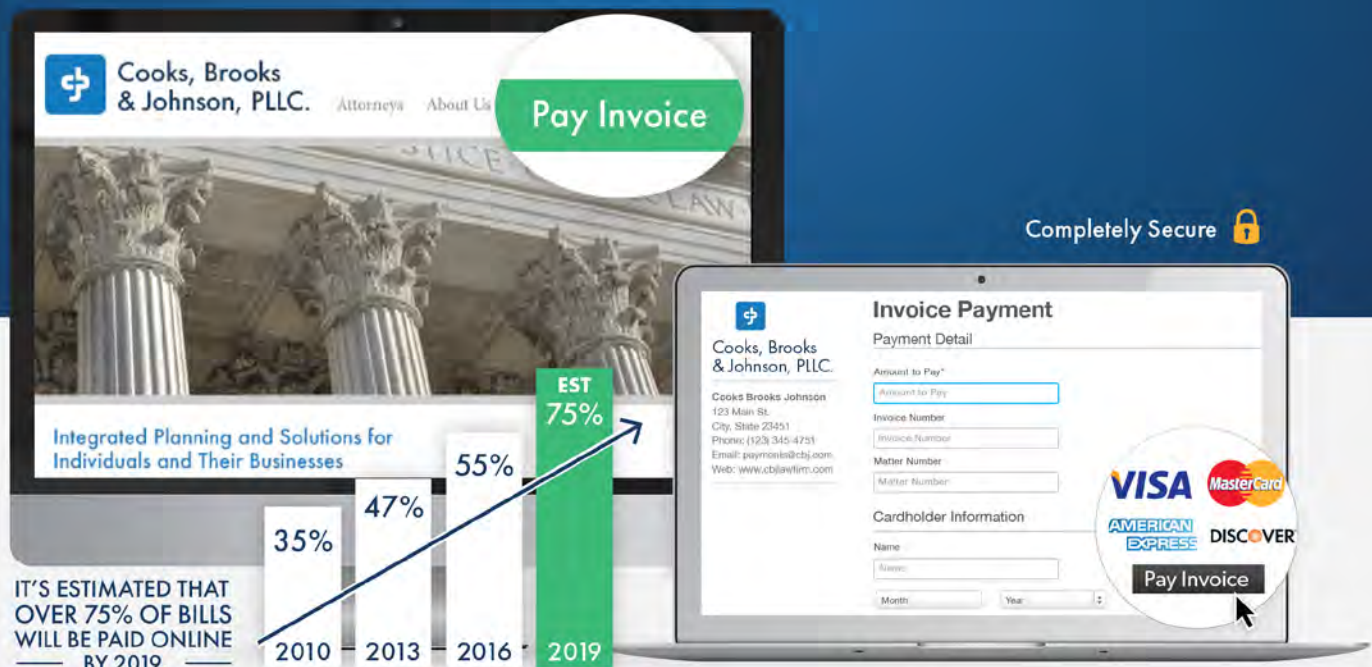 Cooks, Brooks
& Johnson, PLLC.
Attorneys About Us
Pay Invoice
STICE
LAW
Integrated Planning and Solutions for
Individuals and Their Businesses
IT'S ESTIMATED THAT
OVER 75% OF BILLS
WILL BE PAID ONLINE
BY 2019
35%
47%
55%
EST
75%
2010
2013
2016
2019
Completely Secure
Cooks, Brooks
& Johnson, PLLC.
Cooks Brooks Johnson
123 Main St.
City, State 23451
Phone: (123) 345-4751
Email: paymonis@cbj.com
Web: www.cbjlawfirm.com
Invoice Payment
Payment Detail
Amount to Pay*
Amount to Pay
Invoice Number
Invoice Number
Matter Number
Matter Number
Cardholder Information
Name
Name
Month Year
VISA MasterCard
AMERICAN EXPRESS DISCOVER
Pay Invoice